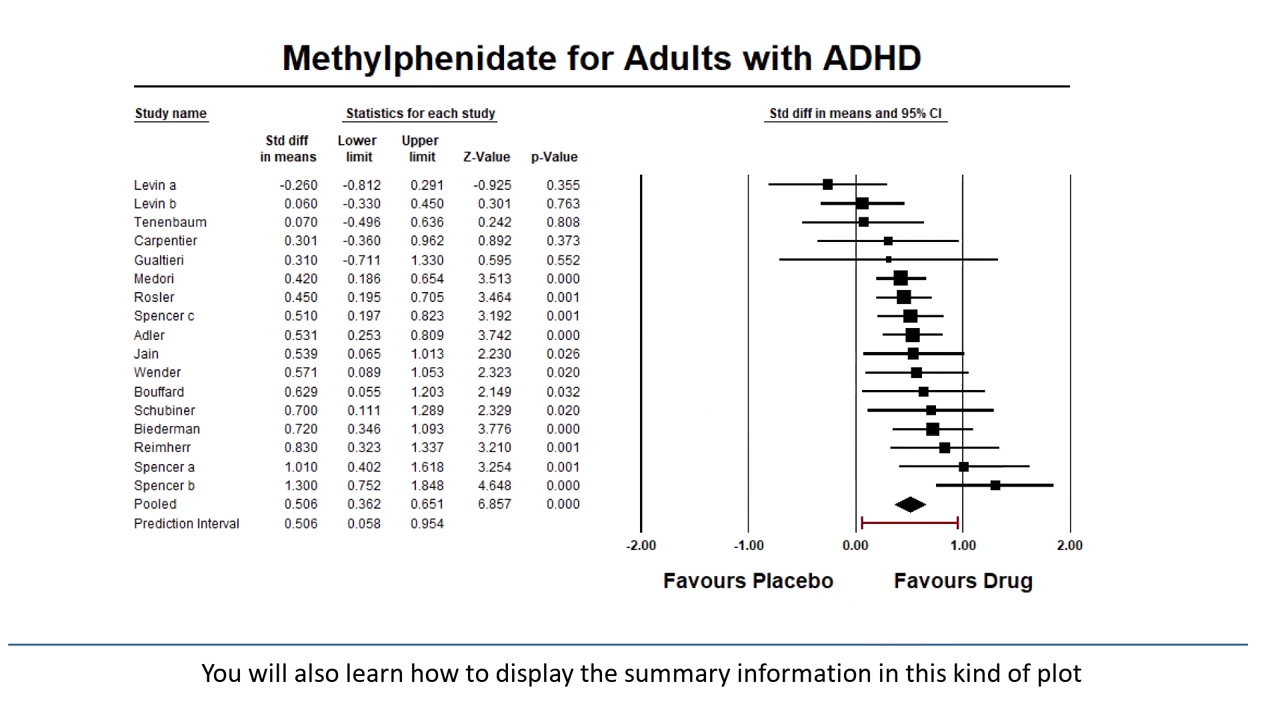 Methylphenidate for Adults with ADHD
Study name Statistics for each study Std diff in means and 95% CI
Std diff Lower Upper
in means limit limit Z-Value p-Value
Levin a -0.260 -0.812 0.291 -0.925 0.355
Levin b 0.060 -0.330 0.450 0.301 0.763
Tenenbaum 0.070 -0.496 0.636 0.242 0.808
Carpentier 0.301 -0.360 0.962 0.892 0.373
Gualtieri 0.310 -0.711 1.330 0.595 0.552
Medori 0.420 0.186 0.654 3.513 0.000
Rosler 0.450 0.195 0.705 3.464 0.001
Spencer c 0.510 0.197 0.823 3.192 0.001
Adler 0.531 0.253 0.809 3.742 0.000
Jain 0.539 0.065 1.013 2.230 0.026
Wender 0.571 0.089 1.053 2.323 0.020
Bouffard 0.629 0.055 1.203 2.149 0.032
Schubiner 0.700 0.111 1.289 2.329 0.020
Biederman 0.720 0.346 1.093 3.776 0.000
Reimherr 0.830 0.323 1.337 3.210 0.001
Spencer a 1.010 0.402 1.618 3.254 0.001
Spencer b 1.300 0.752 1.848 4.648 0.000
Pooled 0.506 0.362 0.651 6.857 0.000
Prediction Interval 0.506 0.058 0.954
-2.00 -1.00 0.00 1.00 2.00
Favours Placebo Favours Drug
You will also learn how to display the summary information in this kind of plot